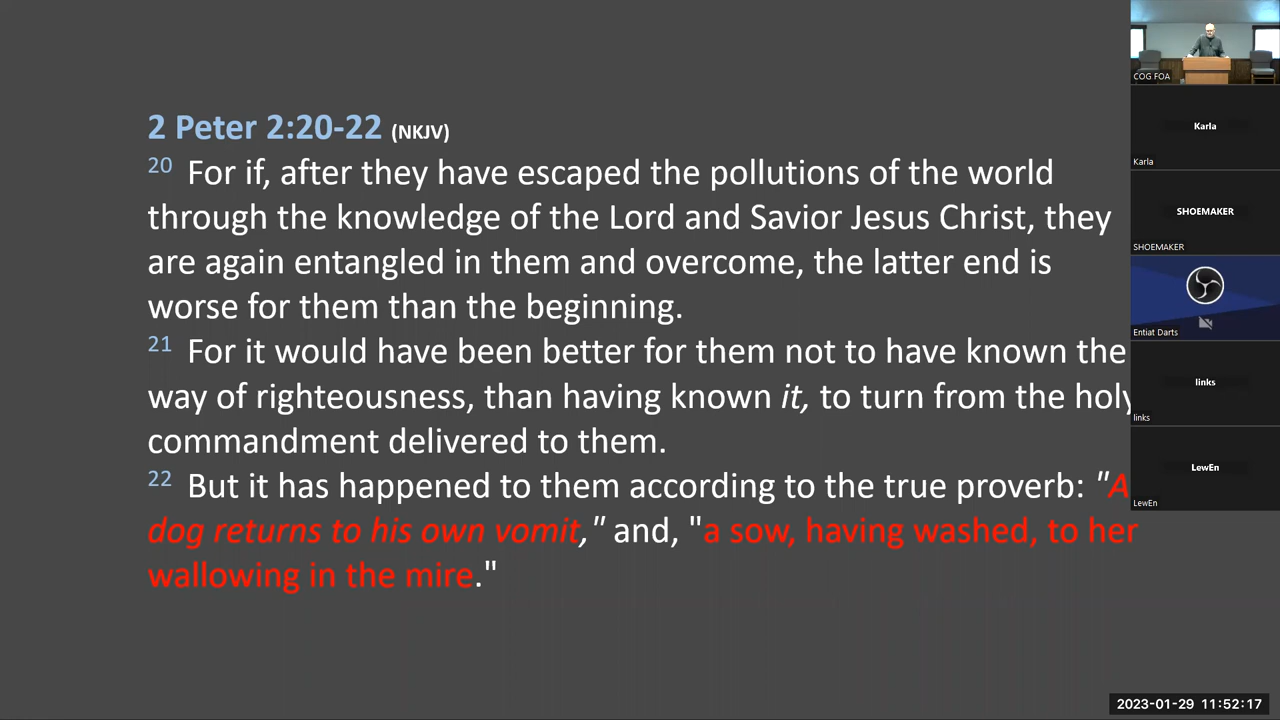 2 Peter 2:20-22 (NKJV)
20 For if, after they have escaped the pollutions of the world
through the knowledge of the Lord and Savior Jesus Christ, they
are again entangled in them and overcome, the latter end is
worse for them than the beginning.
21 For it would have been better for them not to have known the
way of righteousness, than having known it, to turn from the holy
commandment delivered to them.
22 But it has happened to them according to the true proverb: "A
dog returns to his own vomit," and, "a sow, having washed, to her
wallowing in the mire."
COG FOA
Karla
Karla
SHOEMAKER
SHOEMAKER
Entiat Darts
links
links
LewEn
LewEn
2023-01-29 11:52:17